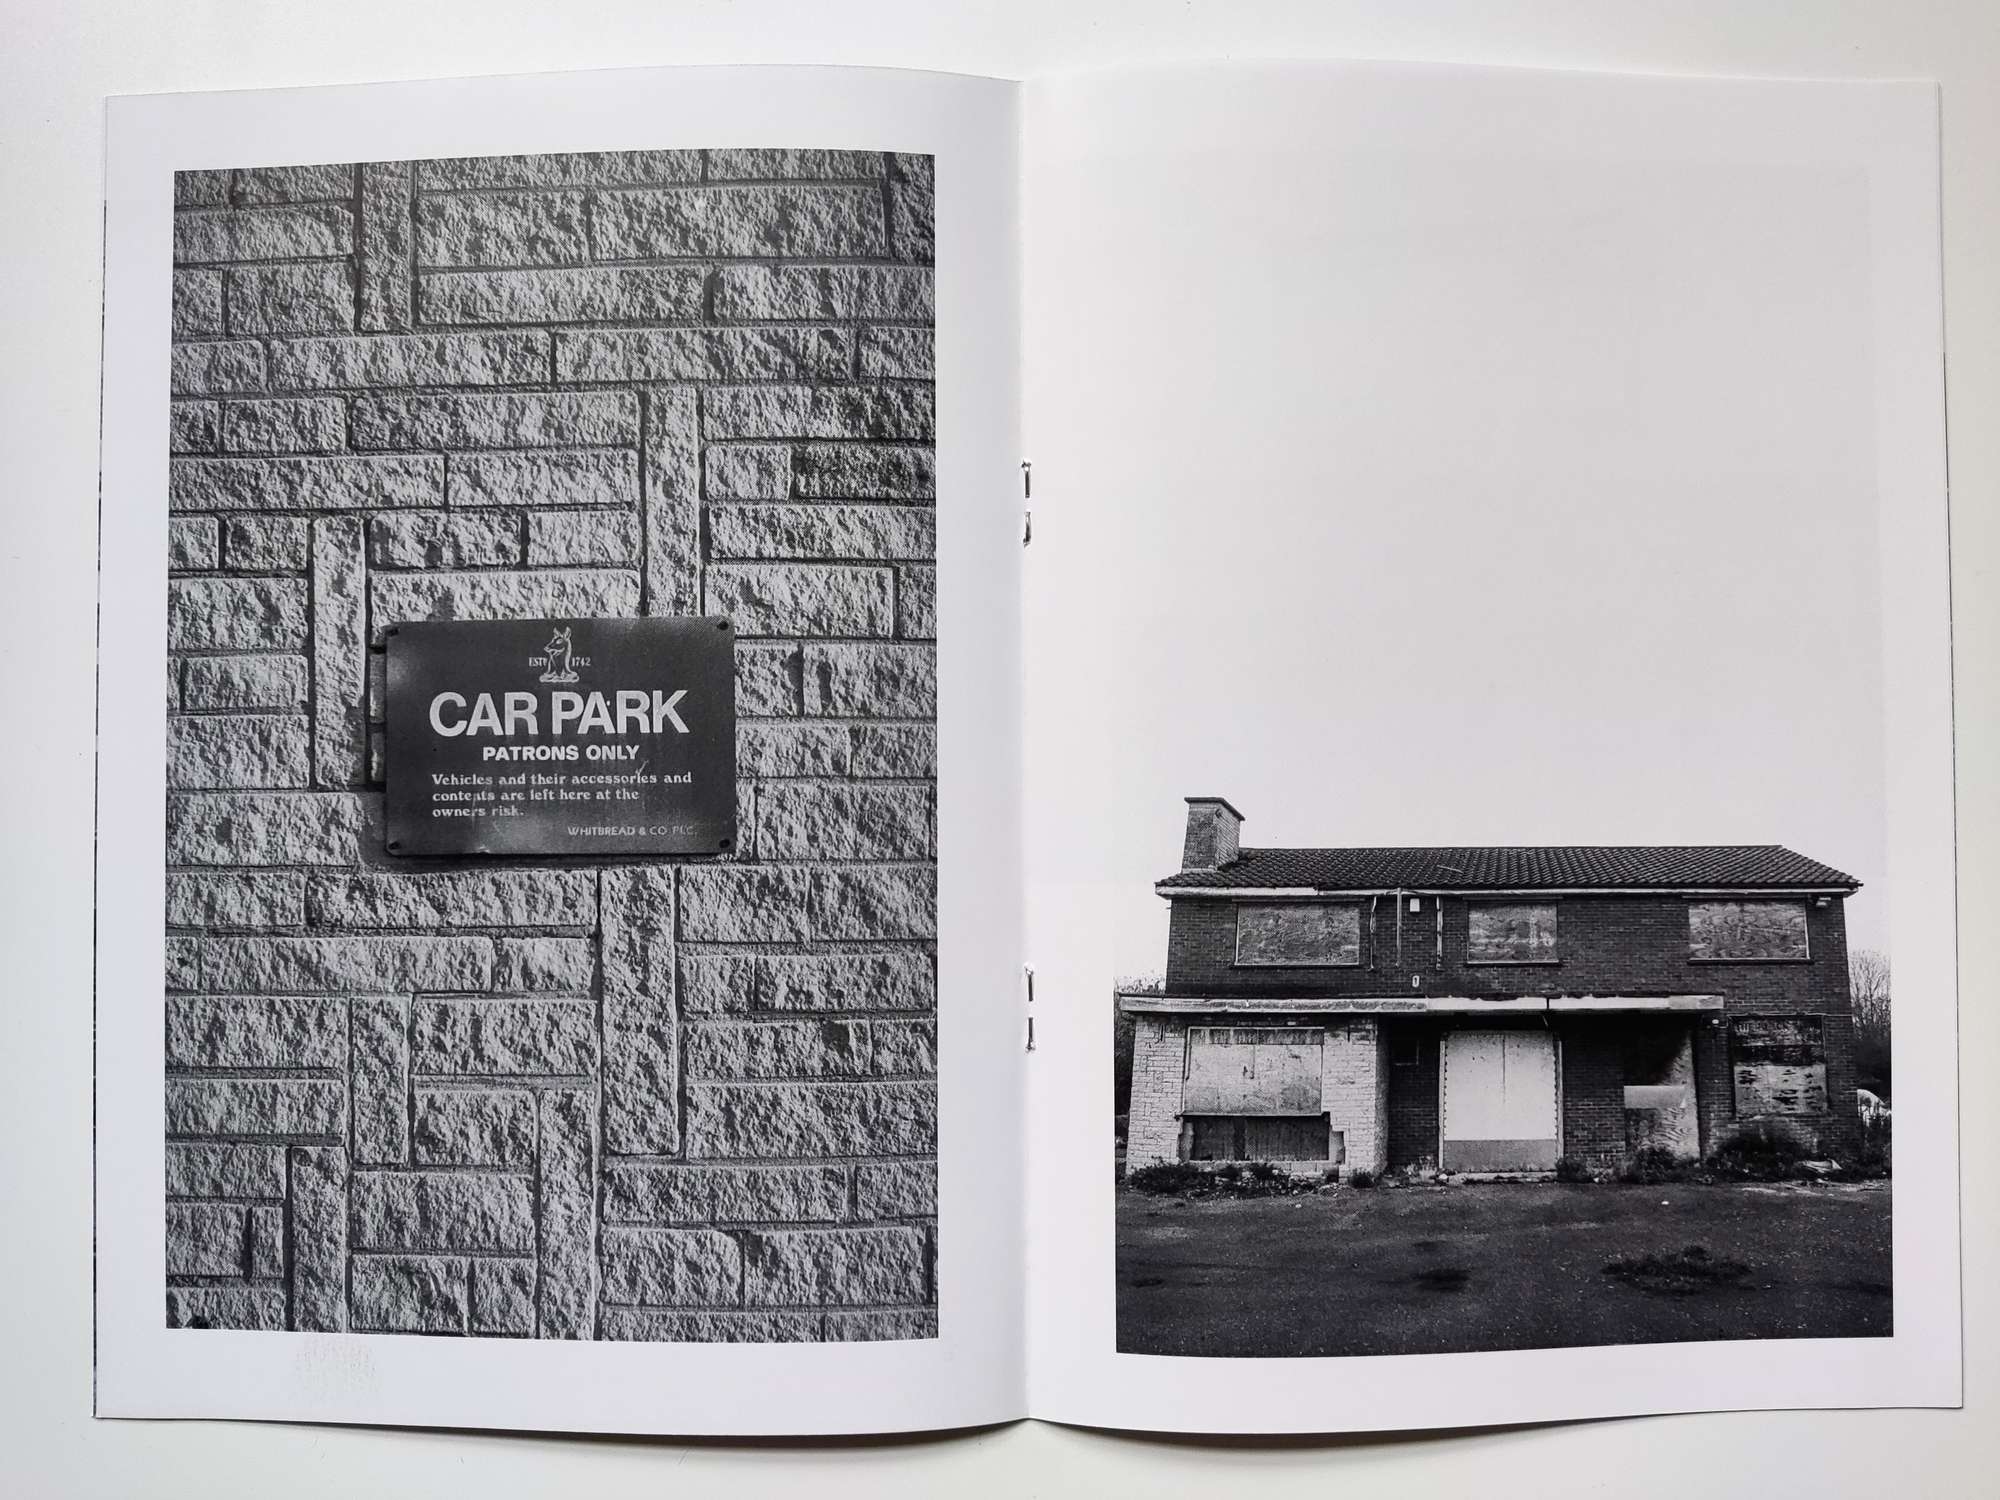 ESTD 1742
CAR PARK
PATRONS ONLY
Vehicles and their accessories and
contents are left here at the
owners risk.
WHITBREAD & CO PLC.